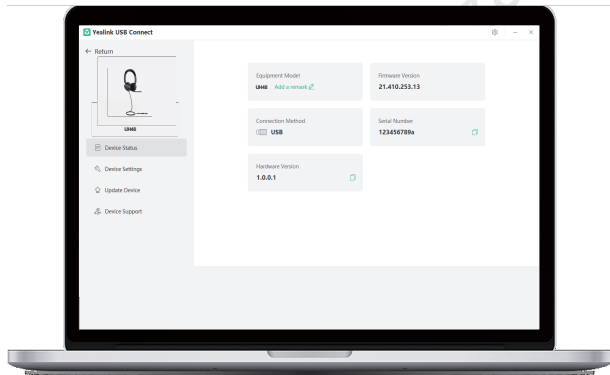 Yealink USB Connect
Return
UH48
Device Status
Device Settings
Update Device
Device Support
Equipment Model
UH48 Add a remark
Firmware Version
21.410.253.13
Connection Method
USB
Serial Number
123456789a
Hardware Version
1.0.0.1